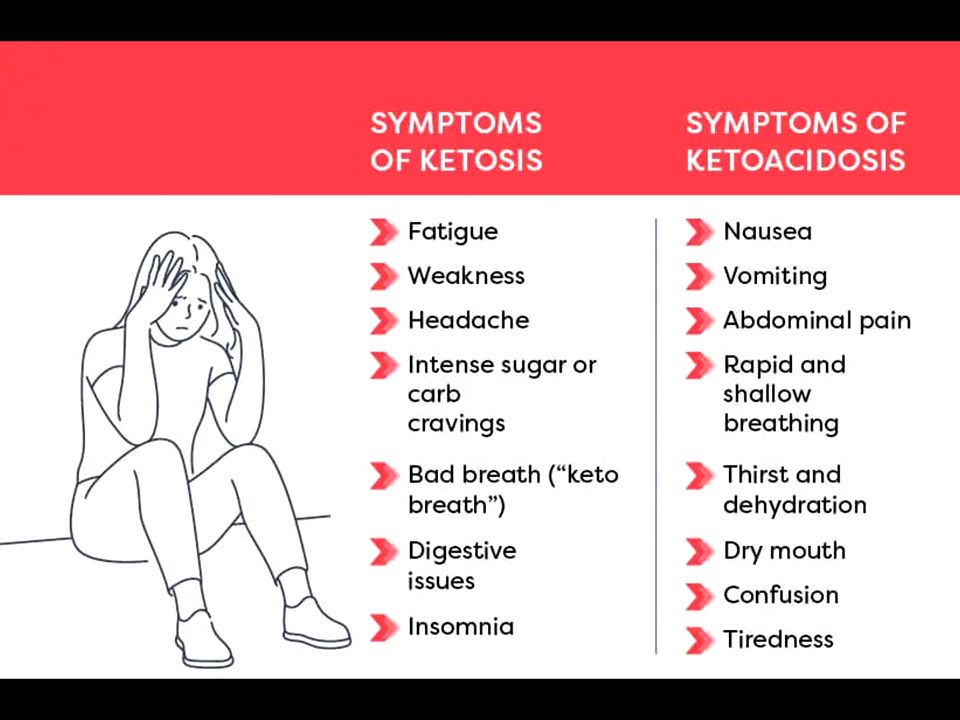 SYMPTOMS
OF KETOSIS
Fatigue
Weakness
Headache
Intense sugar or
carb
cravings
Bad breath (“keto
breath”)
Digestive
issues
Insomnia
SYMPTOMS OF
KETOACIDOSIS
Nausea
Vomiting
Abdominal pain
Rapid and
shallow
breathing
Thirst and
dehydration
Dry mouth
Confusion
Tiredness